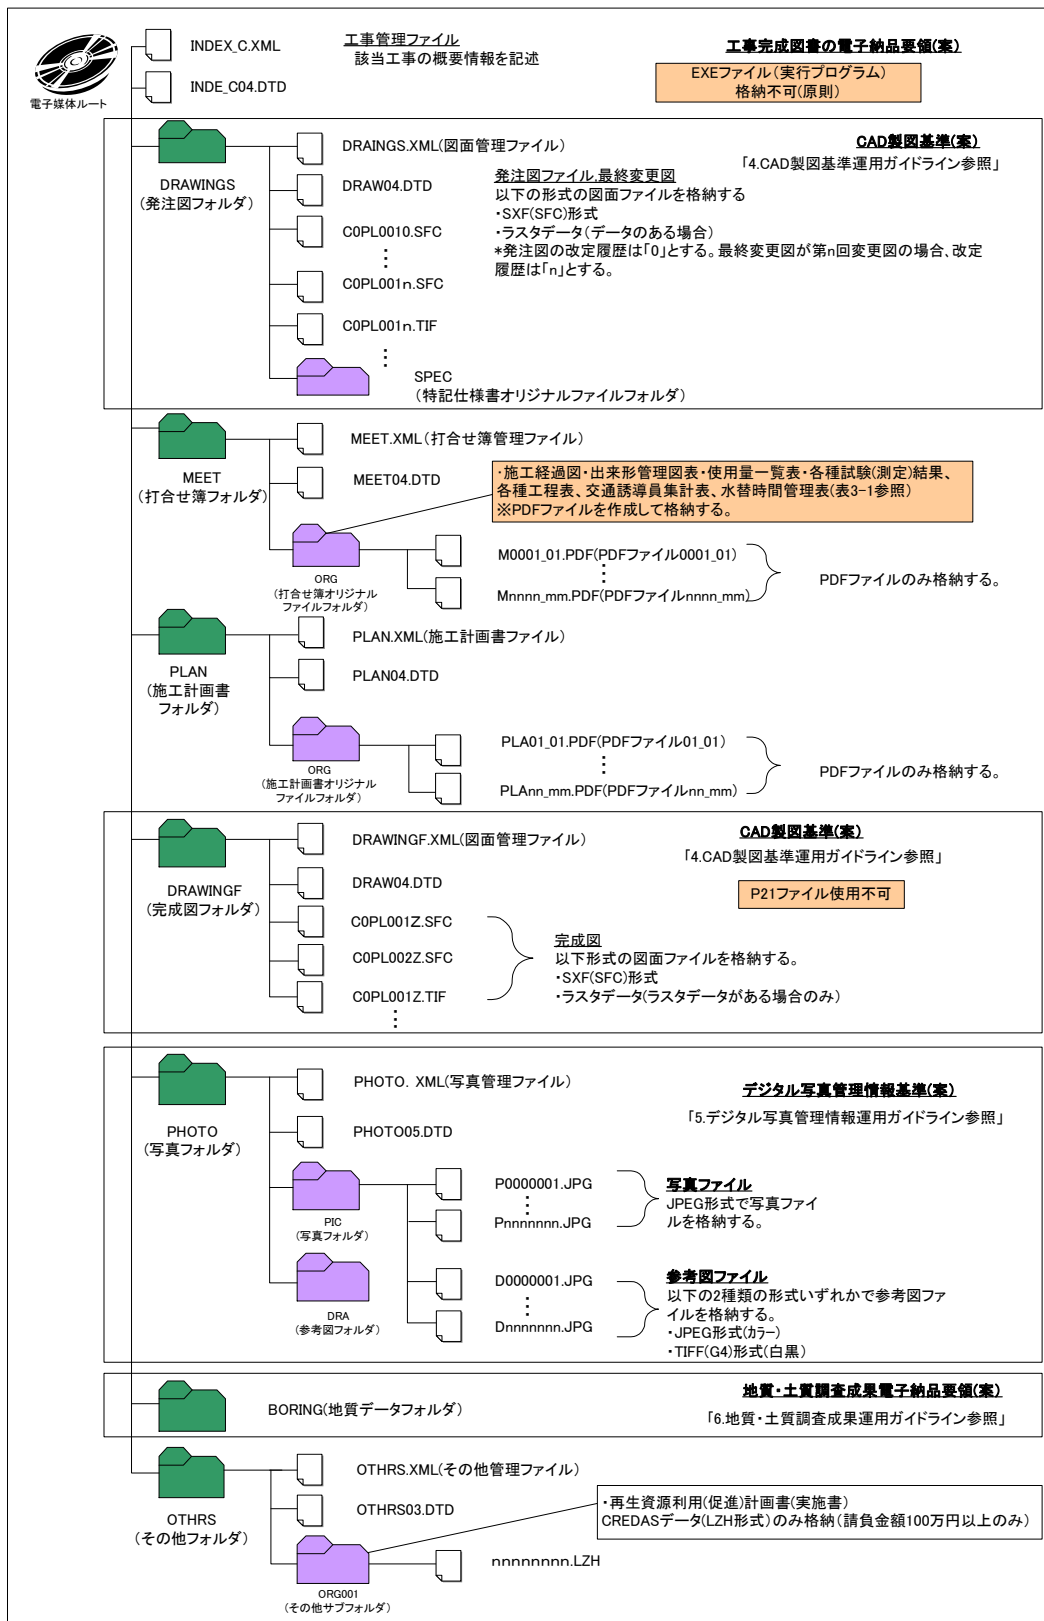 INDEX_C.XML
工事管理ファイル
該当工事の概要情報を記述
工事完成図書の電子納品要領(案)
EXEファイル(実行プログラム)
格納不可(原則)
INDE_C04.DTD
電子媒体ルート
DRAWINGS
(発注図フォルダ)
DRAINGS.XML(図面管理ファイル)
CAD製図基準(案)
「4.CAD製図基準運用ガイドライン参照」
DRAW04.DTD
発注図ファイル,最終変更図
以下の形式の図面ファイルを格納する
・SXF(SFC)形式
・ラスタデータ(データのある場合)
*発注図の改定履歴は「0」とする。最終変更図が第n回変更図の場合、改定
履歴は「n」とする。
C0PL0010.SFC
⋮
C0PL001n.SFC
C0PL001n.TIF
⋮
SPEC
(特記仕様書オリジナルファイルフォルダ)
MEET
(打合せ簿フォルダ)
MEET.XML(打合せ簿管理ファイル)
MEET04.DTD
・施工経過図・出来形管理図表・使用量一覧表・各種試験(測定)結果、
各種工程表、交通誘導員集計表、水替時間管理表(表3-1参照)
※PDFファイルを作成して格納する。
ORG
(打合せ簿オリジナル
ファイルフォルダ)
M0001_01.PDF(PDFファイル0001_01)
⋮
Mnnnn_mm.PDF(PDFファイルnnnn_mm)
PDFファイルのみ格納する。
PLAN
(施工計画書
フォルダ)
PLAN.XML(施工計画書ファイル)
PLAN04.DTD
ORG
(施工計画書オリジナル
ファイルフォルダ)
PLA01_01.PDF(PDFファイル01_01)
⋮
PLAnn_mm.PDF(PDFファイルnn_mm)
PDFファイルのみ格納する。
DRAWINGF
(完成図フォルダ)
DRAWINGF.XML(図面管理ファイル)
CAD製図基準(案)
「4.CAD製図基準運用ガイドライン参照」
DRAW04.DTD
P21ファイル使用不可
C0PL001Z.SFC
C0PL002Z.SFC
C0PL001Z.TIF
⋮
完成図
以下形式の図面ファイルを格納する。
・SXF(SFC)形式
・ラスタデータ(ラスタデータがある場合のみ)
PHOTO
(写真フォルダ)
PHOTO. XML(写真管理ファイル)
デジタル写真管理情報基準(案)
「5.デジタル写真管理情報運用ガイドライン参照」
PHOTO05.DTD
PIC
(写真フォルダ)
P0000001.JPG
⋮
Pnnnnnnn.JPG
写真ファイル
JPEG形式で写真ファイ
ルを格納する。
DRA
(参考図フォルダ)
D0000001.JPG
⋮
Dnnnnnnn.JPG
参考図ファイル
以下の2種類の形式いずれかで参考図ファ
イルを格納する。
・JPEG形式(カラー)
・TIFF(G4)形式(白黒)
BORING(地質データフォルダ)
地質・土質調査成果電子納品要領(案)
「6.地質・土質調査成果運用ガイドライン参照」
OTHRS
(その他フォルダ)
OTHRS.XML(その他管理ファイル)
OTHRS03.DTD
・再生資源利用(促進)計画書(実施書)
CREDASデータ(LZH形式)のみ格納(請負金額100万円以上のみ)
ORG001
(その他サブフォルダ)
nnnnnnnn.LZH